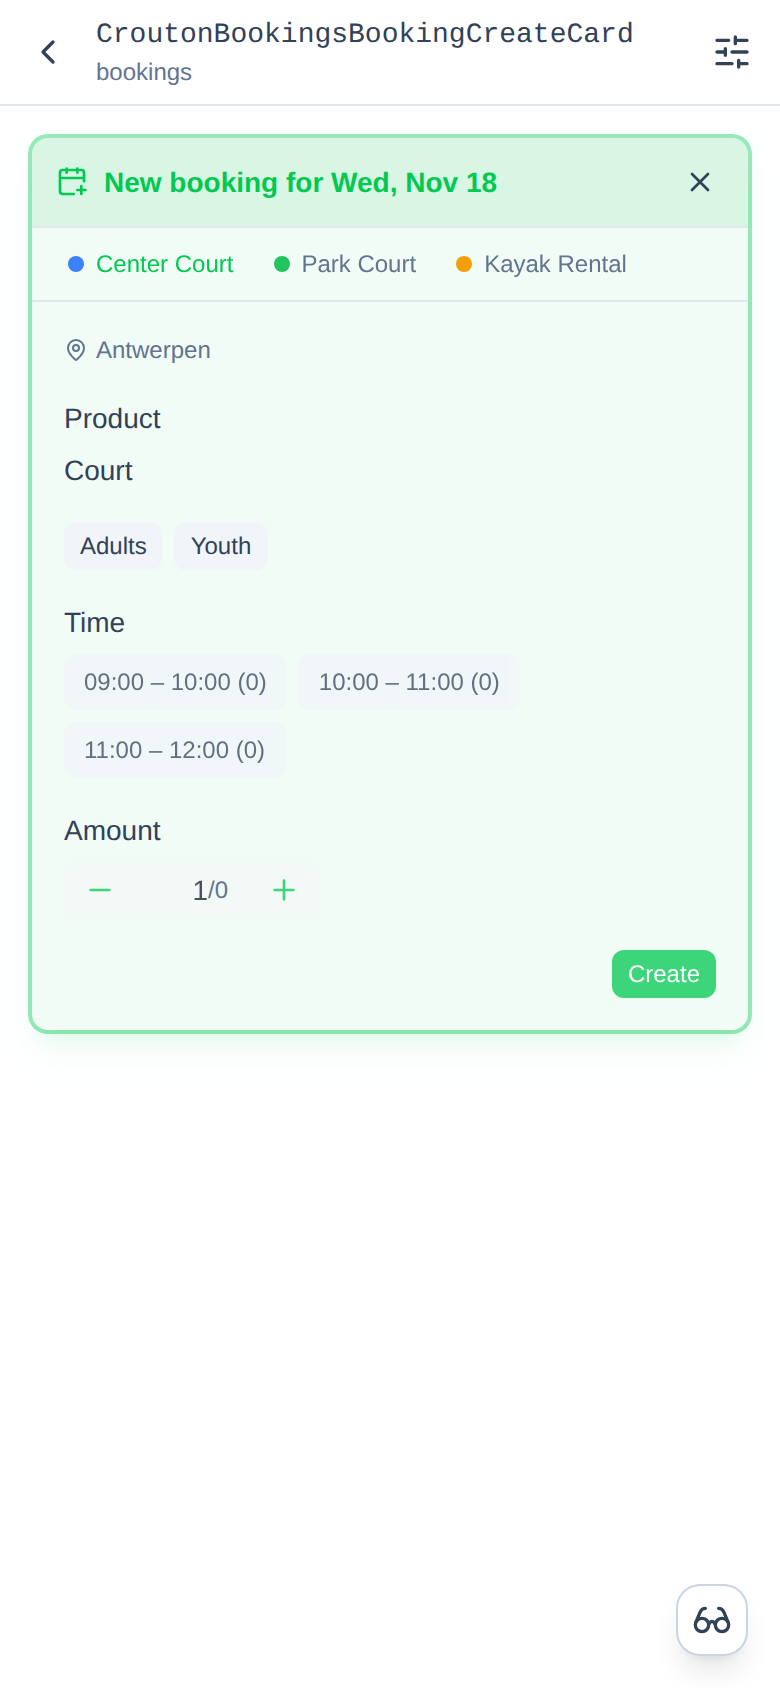 CroutonBookingsBookingCreateCard
bookings
New booking for Wed, Nov 18
Center Court Park Court Kayak Rental
Antwerpen
Product
Court
Adults Youth
Time
09:00 – 10:00 (0) 10:00 – 11:00 (0)
11:00 – 12:00 (0)
Amount
1/0
Create